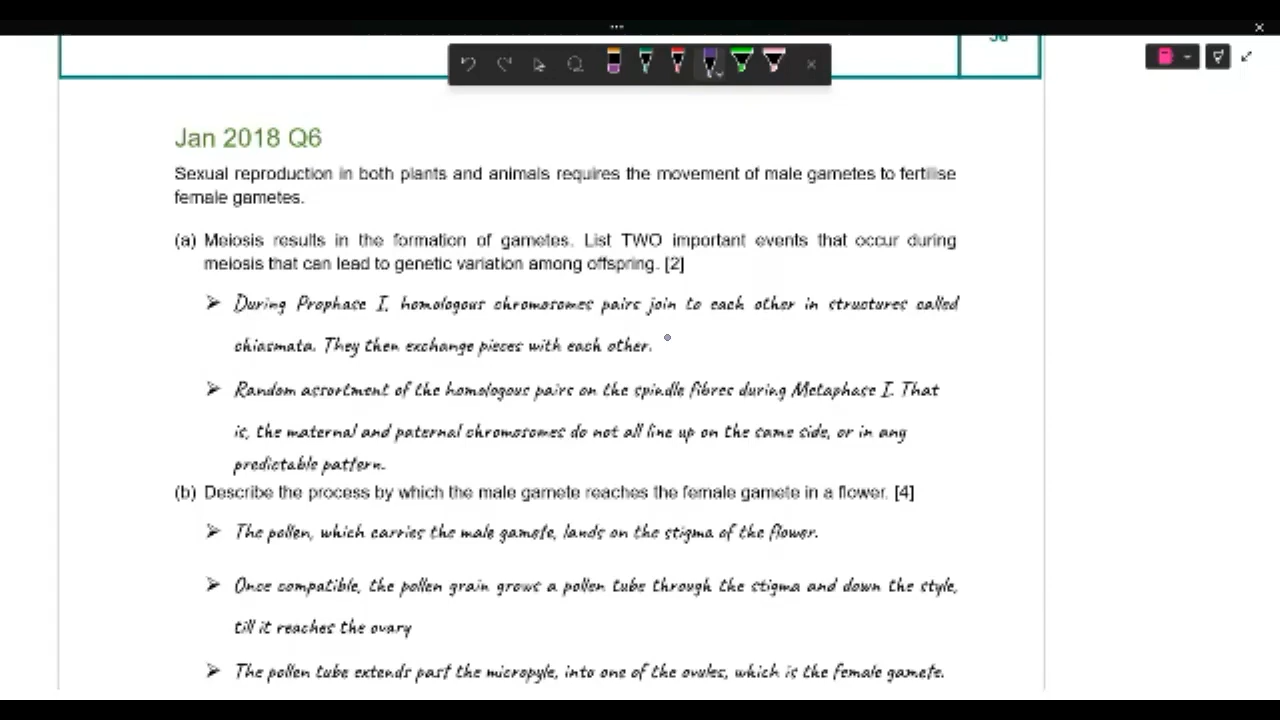 Jan 2018 Q6
Sexual reproduction in both plants and animals requires the movement of male gametes to fertilise
female gametes.
(a) Meiosis results in the formation of gametes. List TWO important events that occur during
meiosis that can lead to genetic variation among offspring. [2]
➢ During Prophase I, homologous chromosomes pairs join to each other in structures called
chiasmata. They then exchange pieces with each other.
➢ Random assortment of the homologous pairs on the spindle fibres during Metaphase I. That
is, the maternal and paternal chromosomes do not all line up on the same side, or in any
predictable pattern.
(b) Describe the process by which the male gamete reaches the female gamete in a flower. [4]
➢ The pollen, which carries the male gamete, lands on the stigma of the flower.
➢ Once compatible, the pollen grain grows a pollen tube through the stigma and down the style,
till it reaches the ovary
➢ The pollen tube extends past the micropyle, into one of the ovules, which is the female gamete.